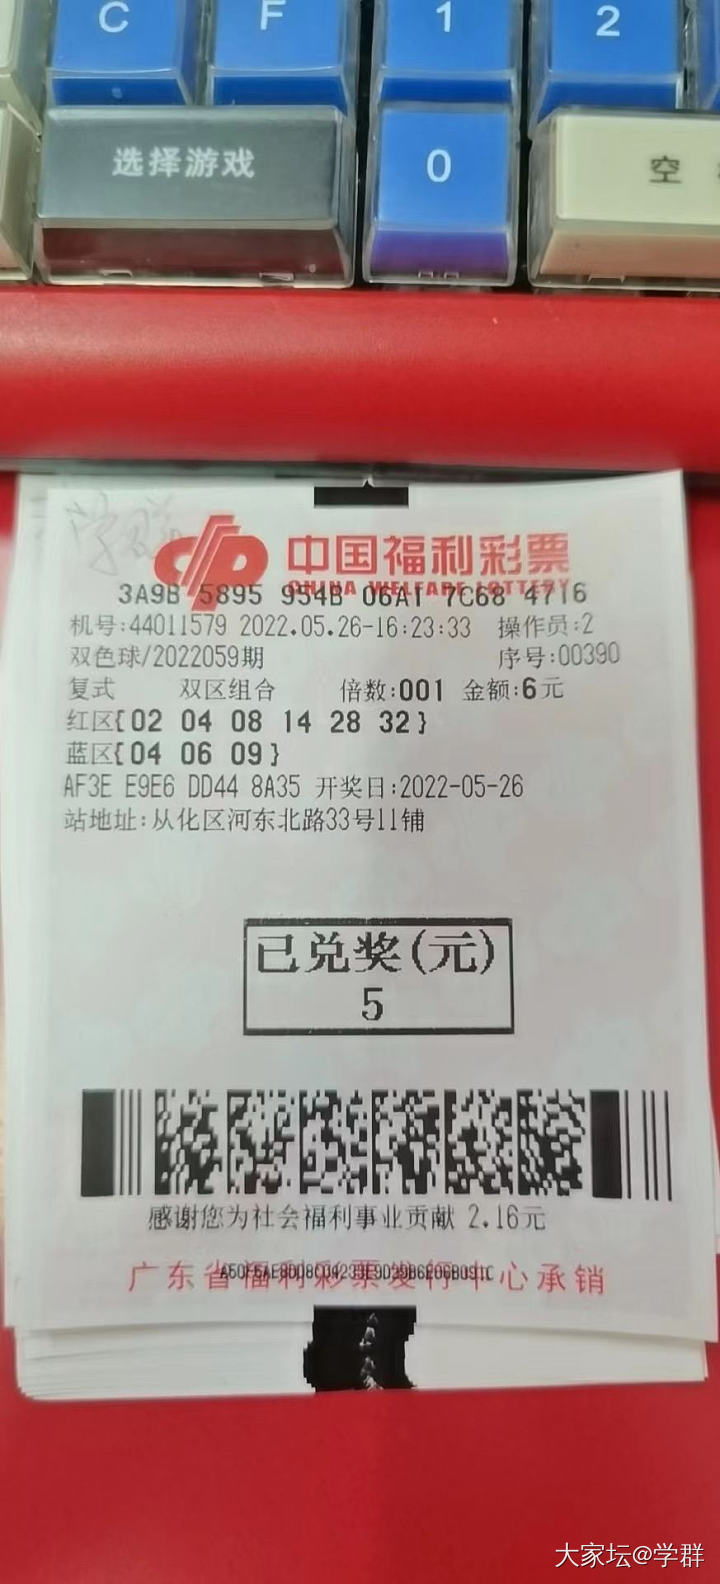 C F 1 2
选择游戏 0 空
学群
中国福利彩票
CHINA WELFARE LOTTERY
3A9B 5895 954B 06A1 7C68 4716
机号:44011579 2022.05.26-16:23:33 操作员:2
双色球/2022059期 序号:00390
复式 双区组合 倍数:001 金额:6元
红区{02 04 08 14 28 32}
蓝区{04 06 09}
AF3E E9E6 DD44 8A35 开奖日:2022-05-26
站地址:从化区河东北路33号11铺
已兑奖(元)
5
感谢您为社会福利事业贡献 2.16元
广东省福利彩票发行中心承销
大家坛@学群